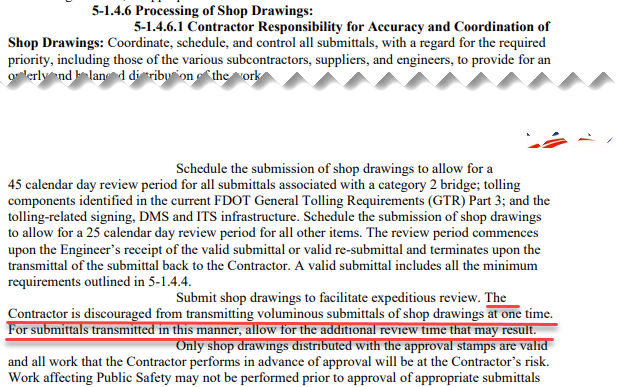 5-1.4.6 Processing of Shop Drawings:
5-1.4.6.1 Contractor Responsibility for Accuracy and Coordination of
Shop Drawings: Coordinate, schedule, and control all submittals, with a regard for the required
priority, including those of the various subcontractors, suppliers, and engineers, to provide for an
orderly and balanced distribution of the work
Schedule the submission of shop drawings to allow for a
45 calendar day review period for all submittals associated with a category 2 bridge; tolling
components identified in the current FDOT General Tolling Requirements (GTR) Part 3; and the
tolling-related signing, DMS and ITS infrastructure. Schedule the submission of shop drawings
to allow for a 25 calendar day review period for all other items. The review period commences
upon the Engineer's receipt of the valid submittal or valid re-submittal and terminates upon the
transmittal of the submittal back to the Contractor. A valid submittal includes all the minimum
requirements outlined in 5-1.4.4.
Submit shop drawings to facilitate expeditious review. The
Contractor is discouraged from transmitting voluminous submittals of shop drawings at one time.
For submittals transmitted in this manner, allow for the additional review time that may result.
Only shop drawings distributed with the approval stamps are valid
and all work that the Contractor performs in advance of approval will be at the Contractor's risk.
Work affecting Public Safety may not be performed prior to approval of appropriate submittals